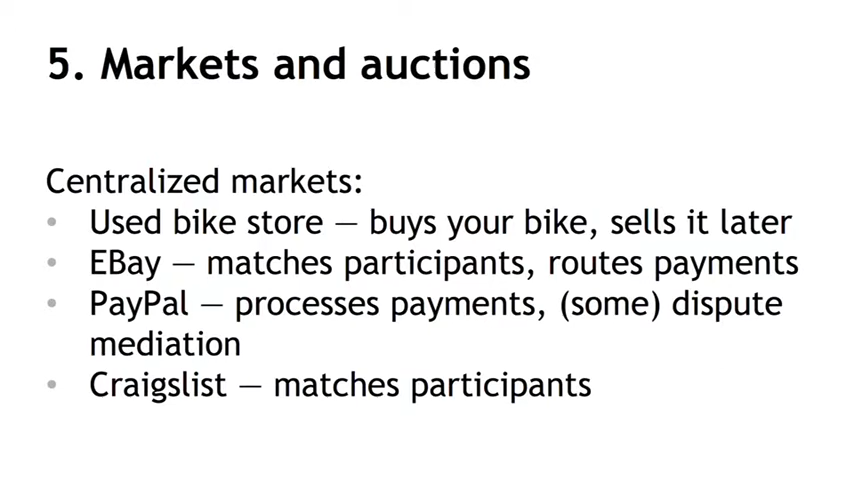 5. Markets and auctions
Centralized markets:
• Used bike store — buys your bike, sells it later
• EBay — matches participants, routes payments
• PayPal — processes payments, (some) dispute
mediation
• Craigslist — matches participants